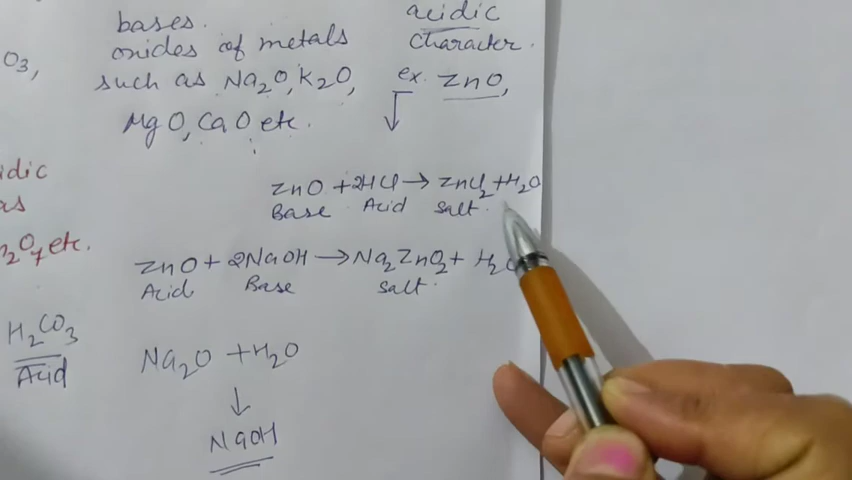 O3,
idic
as
2O7 etc.
H2CO3
Acid
bases.
oxides of metals
such as Na2O, K2O,
MgO, CaO etc.
acidic
character.
ex. ZnO,
ZnO + 2HCl → ZnCl2 + H2O
Base Acid Salt.
ZnO + 2NaOH → Na2ZnO2 + H2O
Acid Base Salt.
Na2O + H2O
↓
NaOH